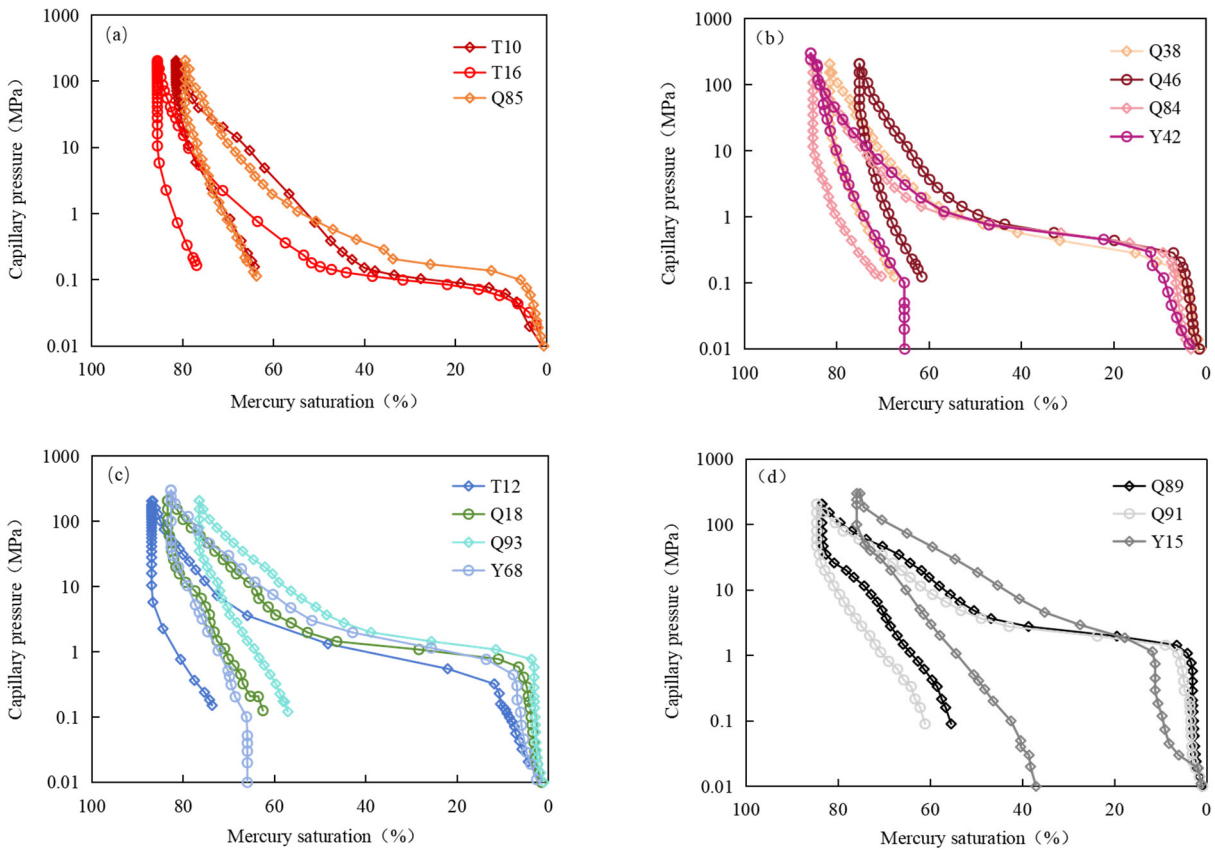 (a)
1000
100
10
1
0.1
0.01
Capillary pressure（MPa）
T10
T16
Q85
100 80 60 40 20 0
Mercury saturation（%）
（b）
1000
100
10
1
0.1
0.01
Capillary pressure（MPa）
Q38
Q46
Q84
Y42
100 80 60 40 20 0
Mercury saturation（%）
（c）
1000
100
10
1
0.1
0.01
Capillary pressure（MPa）
T12
Q18
Q93
Y68
100 80 60 40 20 0
Mercury saturation（%）
（d）
1000
100
10
1
0.1
0.01
Capillary pressure（MPa）
Q89
Q91
Y15
100 80 60 40 20 0
Mercury saturation（%）